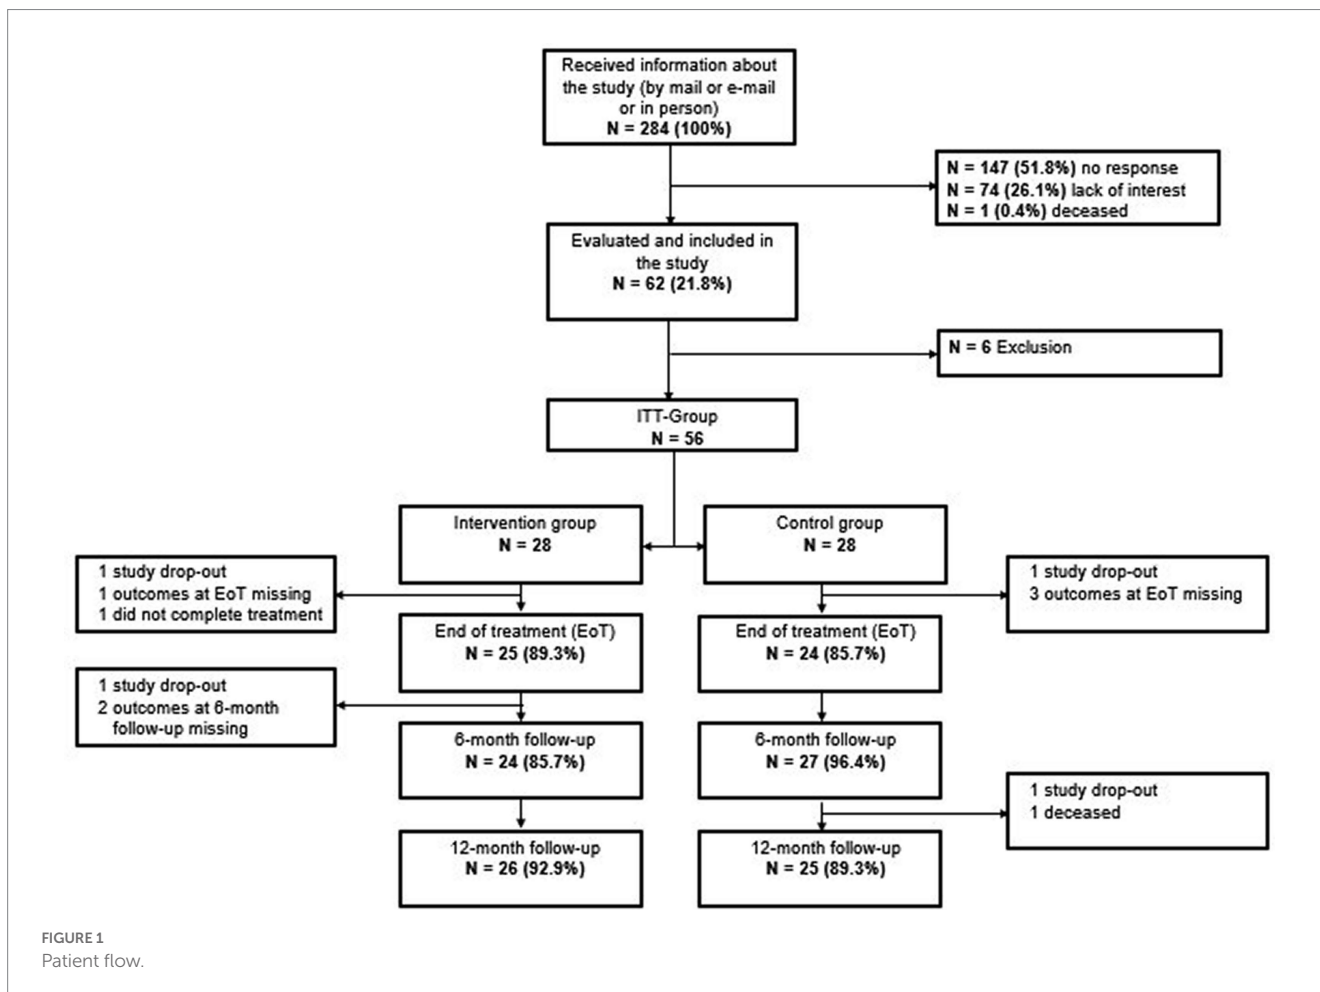 Received information about
the study (by mail or e-mail
or in person)
N = 284 (100%)
N = 147 (51.8%) no response
N = 74 (26.1%) lack of interest
N = 1 (0.4%) deceased
Evaluated and included in
the study
N = 62 (21.8%)
N = 6 Exclusion
ITT-Group
N = 56
Intervention group
N = 28
Control group
N = 28
1 study drop-out
1 outcomes at EoT missing
1 did not complete treatment
1 study drop-out
3 outcomes at EoT missing
End of treatment (EoT)
N = 25 (89.3%)
End of treatment (EoT)
N = 24 (85.7%)
1 study drop-out
2 outcomes at 6-month
follow-up missing
6-month follow-up
N = 24 (85.7%)
6-month follow-up
N = 27 (96.4%)
1 study drop-out
1 deceased
12-month follow-up
N = 26 (92.9%)
12-month follow-up
N = 25 (89.3%)
FIGURE 1
Patient flow.